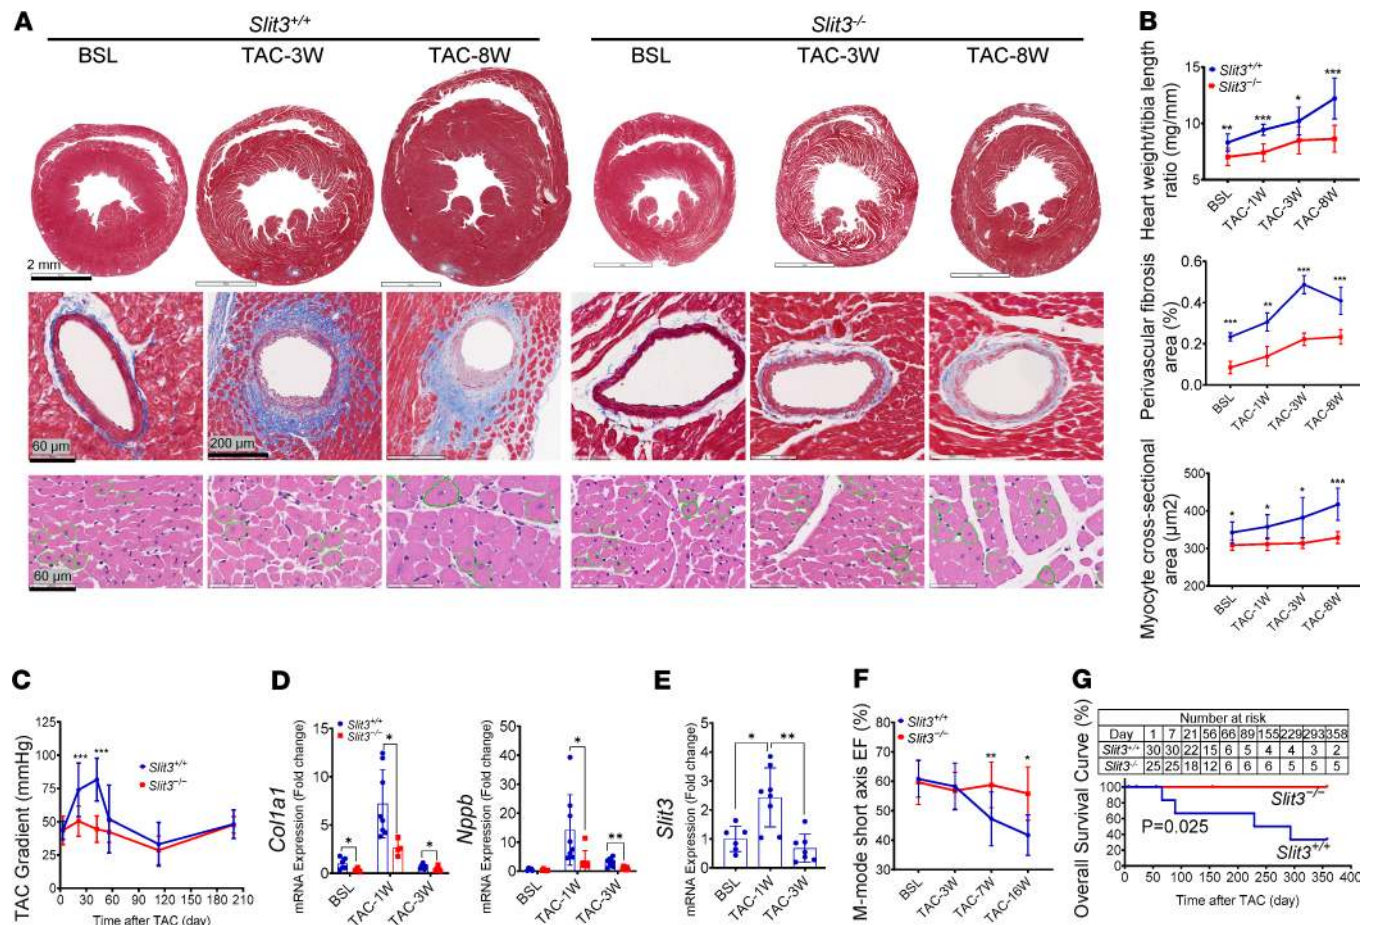 A
Slit3+/+
Slit3-/-
BSL
TAC-3W
TAC-8W
BSL
TAC-3W
TAC-8W
2 mm
60 µm
200 µm
60 µm
B
Heart weight/tibia length
ratio (mg/mm)
15
10
5
Slit3+/+
Slit3−/−
**
***
*
***
BSL
TAC-1W
TAC-3W
TAC-8W
Perivascular fibrosis
area (%)
0.6
0.4
0.2
0.0
***
**
***
***
BSL
TAC-1W
TAC-3W
TAC-8W
Myocyte cross-sectional
area (µm2)
500
400
300
200
*
*
*
***
BSL
TAC-1W
TAC-3W
TAC-8W
C
TAC Gradient (mmHg)
125
100
75
50
25
0
***
***
Slit3+/+
Slit3−/−
0
30
60
90
120
150
180
210
Time after TAC (day)
D
Col1a1
mRNA Expression (Fold change)
15
10
5
0
Slit3+/+
Slit3−/−
*
*
*
BSL
TAC-1W
TAC-3W
Nppb
mRNA Expression (Fold change)
50
40
30
20
10
0
*
**
BSL
TAC-1W
TAC-3W
E
Slit3
mRNA Expression (Fold change)
5
4
3
2
1
0
*
**
BSL
TAC-1W
TAC-3W
F
M-mode short axis EF (%)
80
70
60
50
40
30
Slit3+/+
Slit3−/−
**
*
BSL
TAC-3W
TAC-7W
TAC-16W
G
Overall Survival Curve (%)
Number at risk
Day 1 7 21 56 66 89 155 229 293 358
Slit3+/+ 30 30 22 15 6 5 4 4 3 2
Slit3-/- 25 25 18 12 6 6 6 5 5 5
100
80
60
40
20
0
Slit3−/−
P=0.025
Slit3+/+
0 50 100 150 200 250 300 350 400
Time after TAC (day)